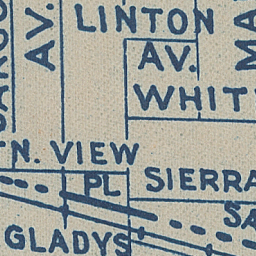 LINTON
AV.
AV.
WHIT
N. VIEW
PL
SIERRA
GLADYS